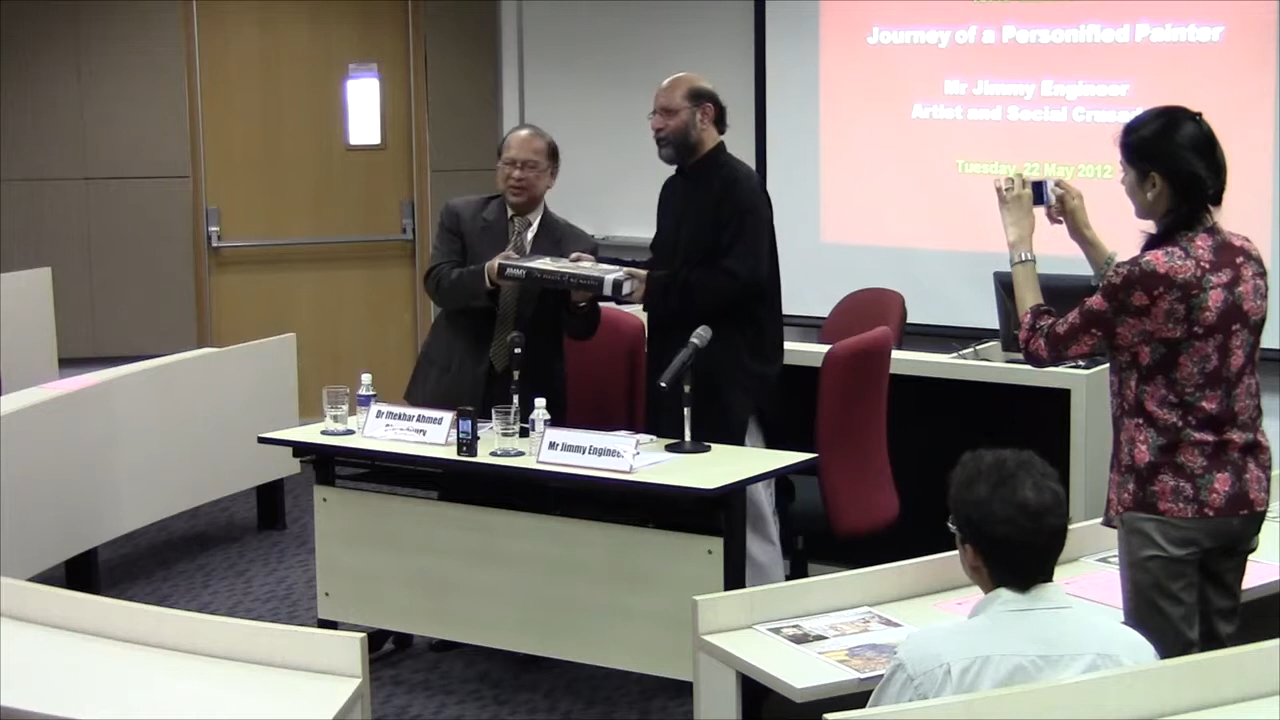 Journey of a Personified Painter
Mr Jimmy Engineer
Artist and Social
Tuesday, 22 May 2012
JIMMY
Dr Iftekhar Ahmed
Mr Jimmy Engineer